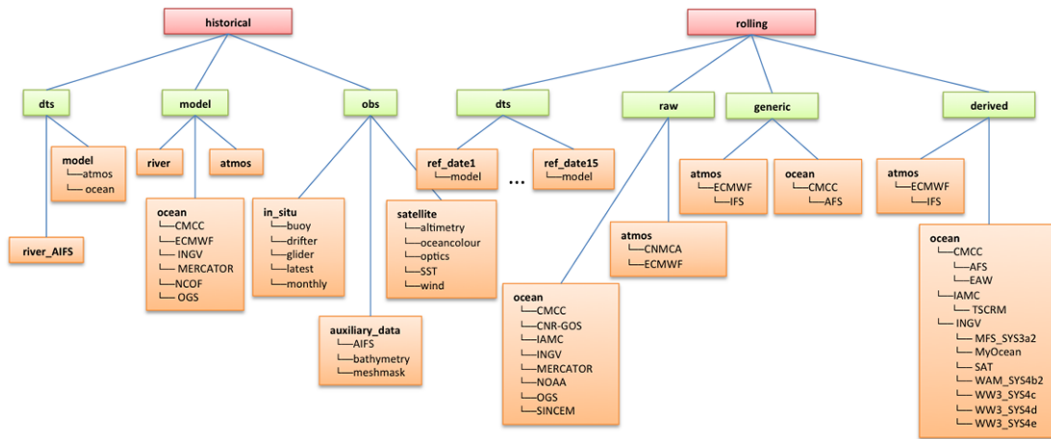 historical
rolling
dts
model
obs
dts
raw
generic
derived
model
atmos
ocean
river
atmos
ref_date1
model
...
ref_date15
model
atmos
ECMWF
IFS
ocean
CMCC
AFS
atmos
ECMWF
IFS
river_AIFS
ocean
CMCC
ECMWF
INGV
MERCATOR
NCOF
OGS
in_situ
buoy
drifter
glider
latest
monthly
satellite
altimetry
oceancolour
optics
SST
wind
atmos
CNMCA
ECMWF
auxiliary_data
AIFS
bathymetry
meshmask
ocean
CMCC
CNR-GOS
IAMC
INGV
MERCATOR
NOAA
OGS
SINCEM
ocean
CMCC
AFS
EAW
IAMC
TSCRM
INGV
MFS_SYS3a2
MyOcean
SAT
WAM_SYS4b2
WW3_SYS4c
WW3_SYS4d
WW3_SYS4e